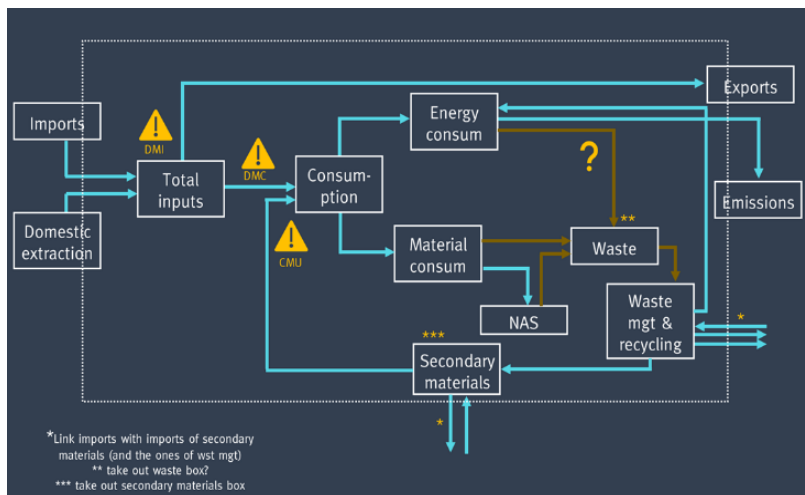 Exports
Energy
consum
Imports
DMI
DMC
?
Total
inputs
Consum-
ption
Emissions
Domestic
extraction
CMU
Material
consum
**
Waste
NAS
Waste
mgt &
recycling
*
***
Secondary
materials
*
*Link imports with imports of secondary
materials (and the ones of wst mgt)
** take out waste box?
*** take out secondary materials box